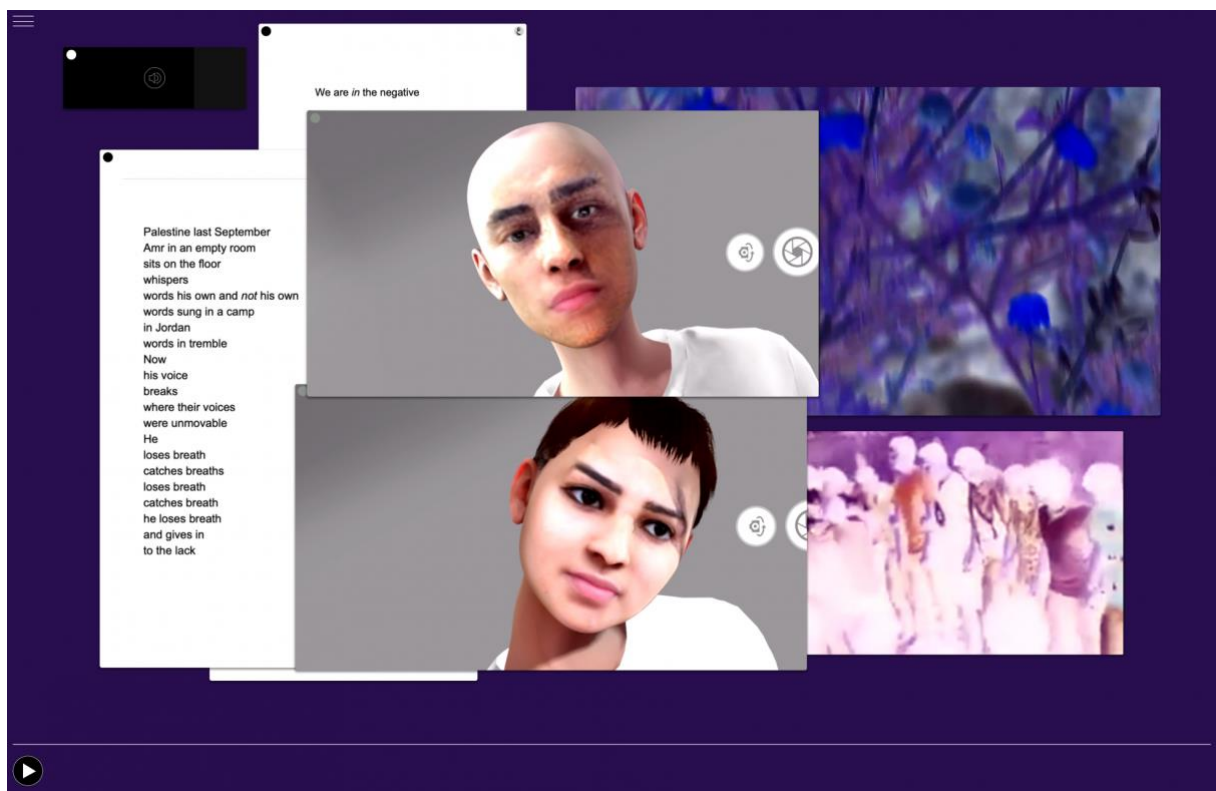 We are in the negative
Palestine last September
Amr in an empty room
sits on the floor
whispers
words his own and not his own
words sung in a camp
in Jordan
words in tremble
Now
his voice
breaks
where their voices
were unmovable
He
loses breath
catches breaths
loses breath
catches breath
he loses breath
and gives in
to the lack